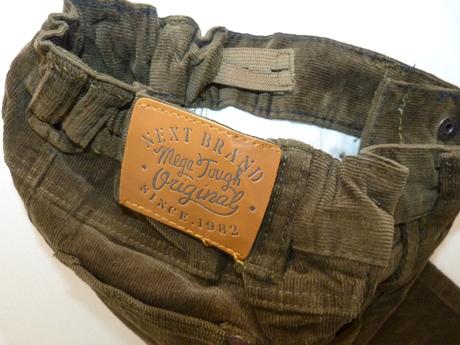 NEXT BRAND
Mega Tough
Original
SINCE.1982